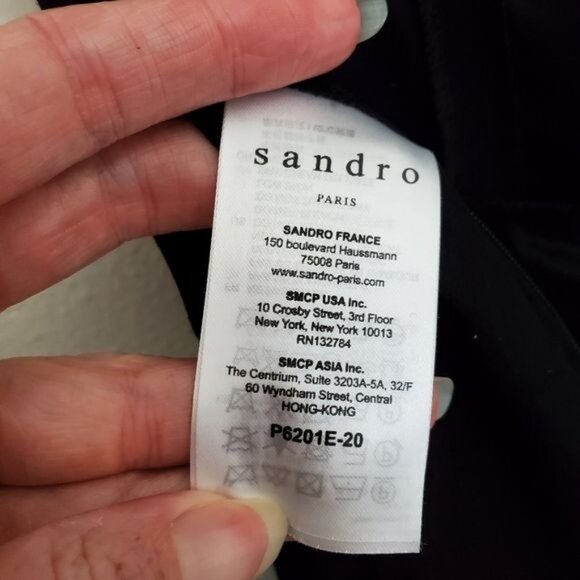 sandro
PARIS
SANDRO FRANCE
150 boulevard Haussmann
75008 Paris
www.sandro-paris.com
SMCP USA Inc.
10 Crosby Street, 3rd Floor
New York, New York 10013
RN132784
SMCP ASIA Inc.
The Centrium, Suite 3203A-5A, 32/F
60 Wyndham Street, Central
HONG-KONG
P6201E-20